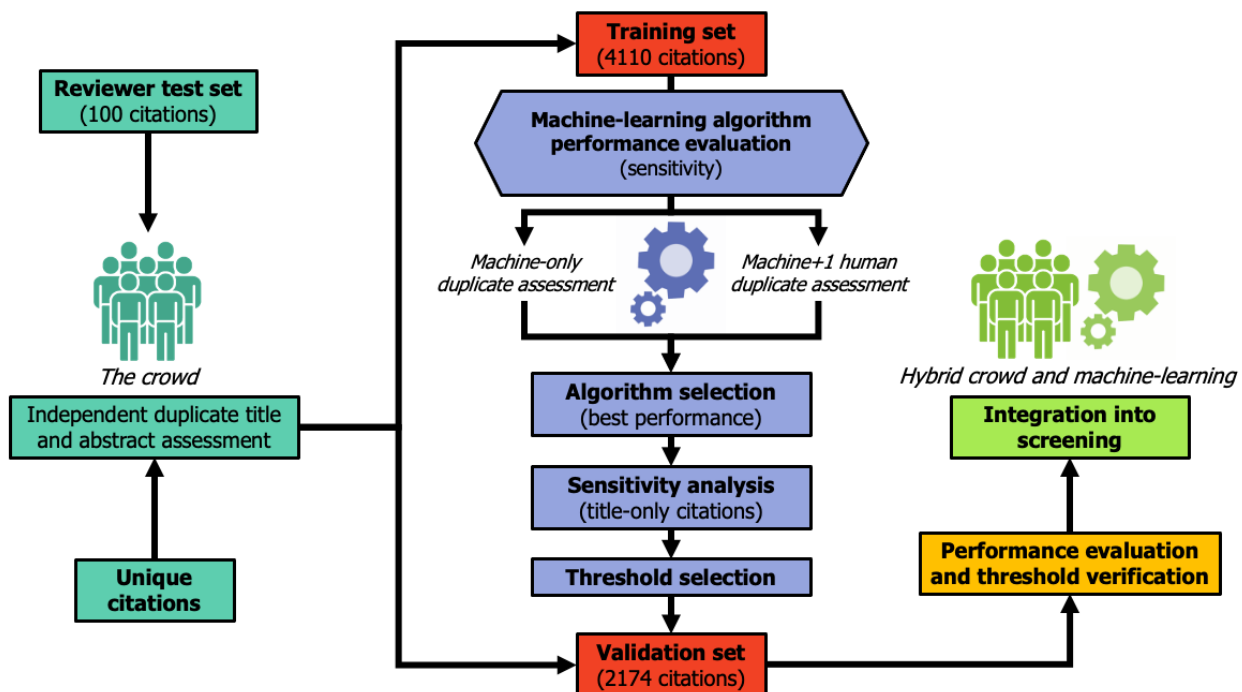 Reviewer test set
(100 citations)
The crowd
Independent duplicate title
and abstract assessment
Unique
citations
Training set
(4110 citations)
Machine-learning algorithm
performance evaluation
(sensitivity)
Machine-only
duplicate assessment
Machine+1 human
duplicate assessment
Algorithm selection
(best performance)
Sensitivity analysis
(title-only citations)
Threshold selection
Validation set
(2174 citations)
Hybrid crowd and machine-learning
Integration into
screening
Performance evaluation
and threshold verification